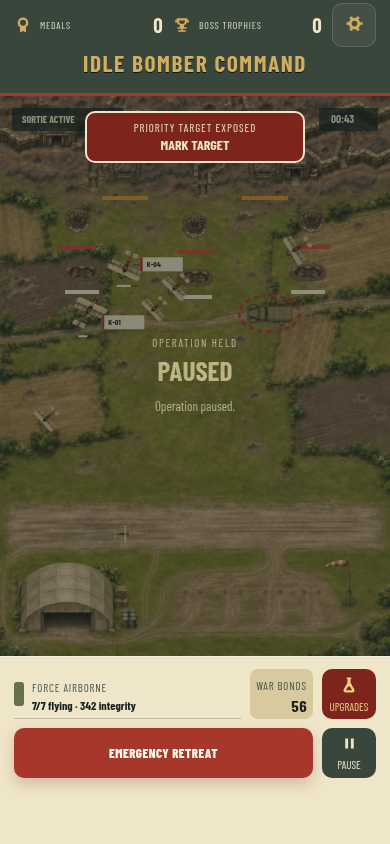 MEDALS 0 BOSS TROPHIES 0
IDLE BOMBER COMMAND
SORTIE ACTIVE
PRIORITY TARGET EXPOSED
MARK TARGET
00:43
K-04
K-01
OPERATION HELD
PAUSED
Operation paused.
FORCE AIRBORNE
7/7 flying · 342 integrity
WAR BONDS
56
UPGRADES
EMERGENCY RETREAT
PAUSE